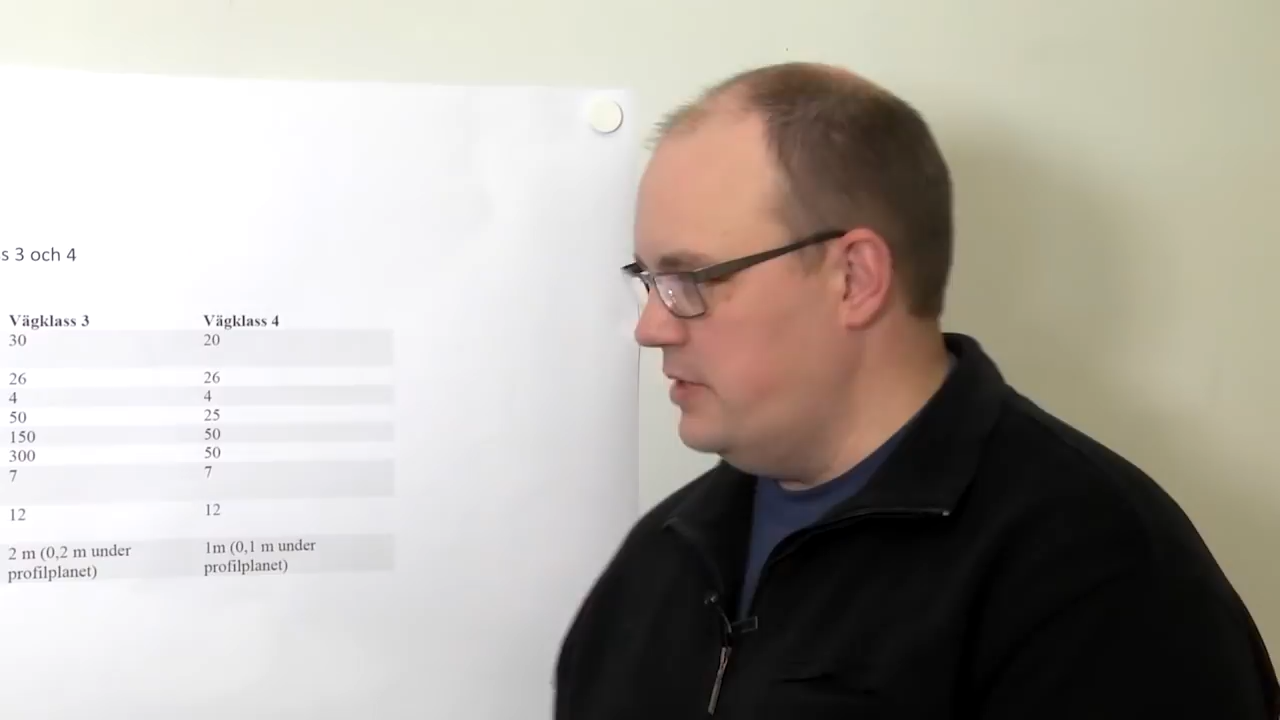 s 3 och 4
Vägklass 3 Vägklass 4
30 20
26 26
4 4
50 25
150 50
300 50
7 7
12 12
2 m (0,2 m under 1m (0,1 m under
profilplanet) profilplanet)